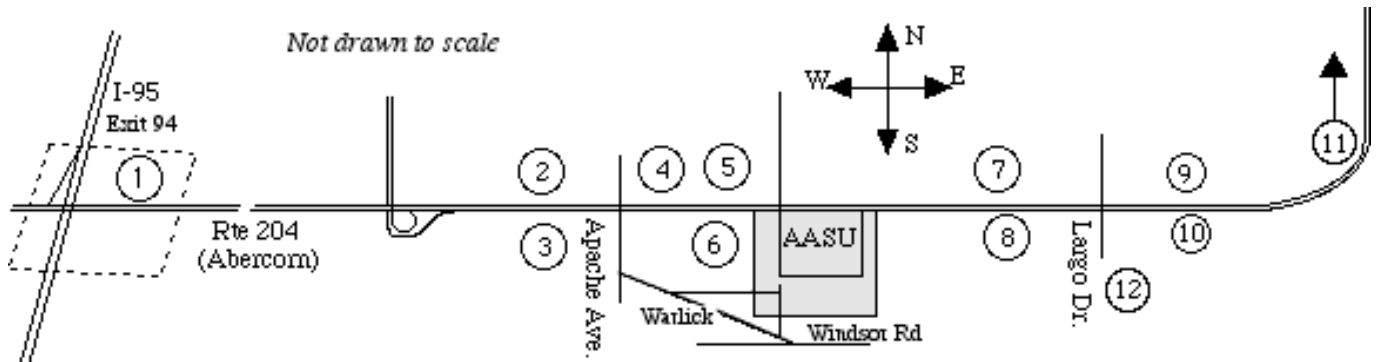 Not drawn to scale
N
W
E
S
I-95
Exit 94
1
2
4
5
7
9
11
Rte 204
(Abercorn)
3
Apache Ave.
6
AASU
8
Largo Dr.
10
12
Warlick
Windsor Rd